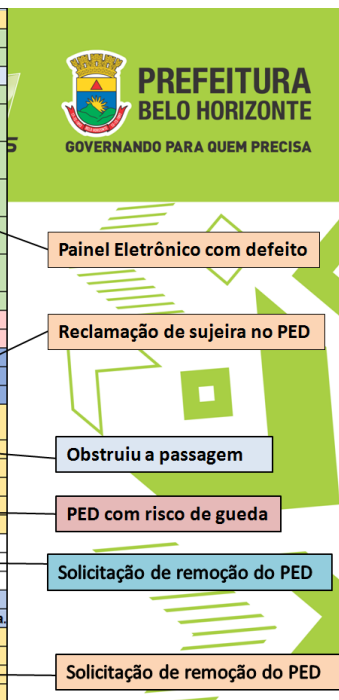 PREFEITURA
BELO HORIZONTE
GOVERNANDO PARA QUEM PRECISA
Painel Eletrônico com defeito
Reclamação de sujeira no PED
Obstruiu a passagem
PED com risco de gueda
Solicitação de remoção do PED
Solicitação de remoção do PED